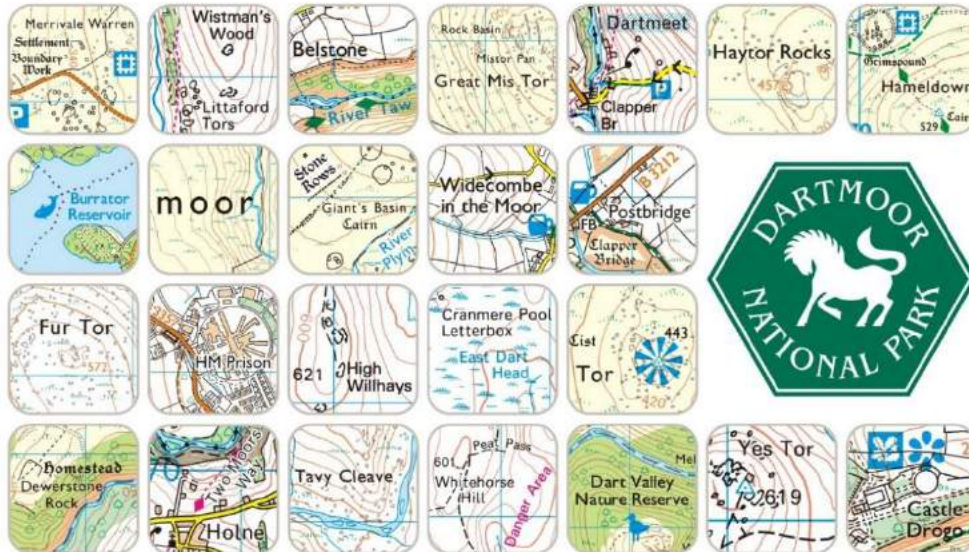 Merrivale Warren
Settlement
Boundary
Work
P
Wistman's
Wood
Littaford
Tors
Belstone
River Taw
Rock Basin
Mistor Pan
Great Mis Tor
Dartmeet
P
Clapper
Br
Haytor Rocks
457
Grimspound
Hameldown
Cairn
529
Burrator
Reservoir
moor
Stone
Rows
Giant's Basin
Cairn
River
Plym
Widecombe
in the Moor
B 3212
Postbridge
FB
Clapper
Bridge
DARTMOOR
NATIONAL PARK
Fur Tor
572
HM Prison
600
621
High
Willhays
Cranmere Pool
Letterbox
East Dart
Head
443
Cist
Tor
420
Homestead
Dewerstone
Rock
Two Moors
Way
Holne
Tavy Cleave
Peat Pass
601
Whitehorse
Hill
Danger Area
Mel
Dart Valley
Nature Reserve
Yes Tor
619
Castle
Drogo